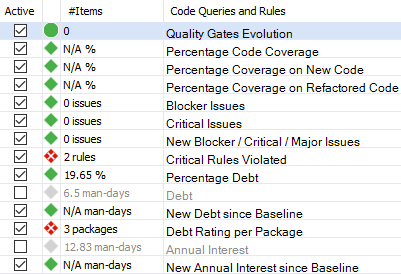 Active #Items Code Queries and Rules
0 Quality Gates Evolution
N/A % Percentage Code Coverage
N/A % Percentage Coverage on New Code
N/A % Percentage Coverage on Refactored Code
0 issues Blocker Issues
0 issues Critical Issues
0 issues New Blocker / Critical / Major Issues
2 rules Critical Rules Violated
19.65 % Percentage Debt
6.5 man-days Debt
N/A man-days New Debt since Baseline
3 packages Debt Rating per Package
12.83 man-days Annual Interest
N/A man-days New Annual Interest since Baseline